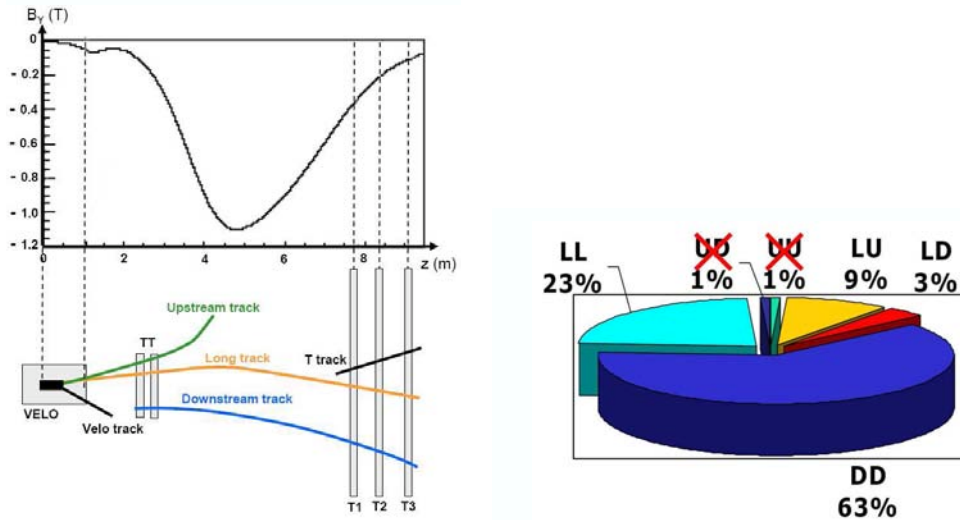 B_Y (T)
0
- 0.2
- 0.4
- 0.6
- 0.8
- 1.0
- 1.2
0
2
4
6
8
z (m)
Upstream track
TT
Long track
T track
Downstream track
VELO
Velo track
T1
T2
T3
LL
23%
UD
1%
UU
1%
LU
9%
LD
3%
DD
63%